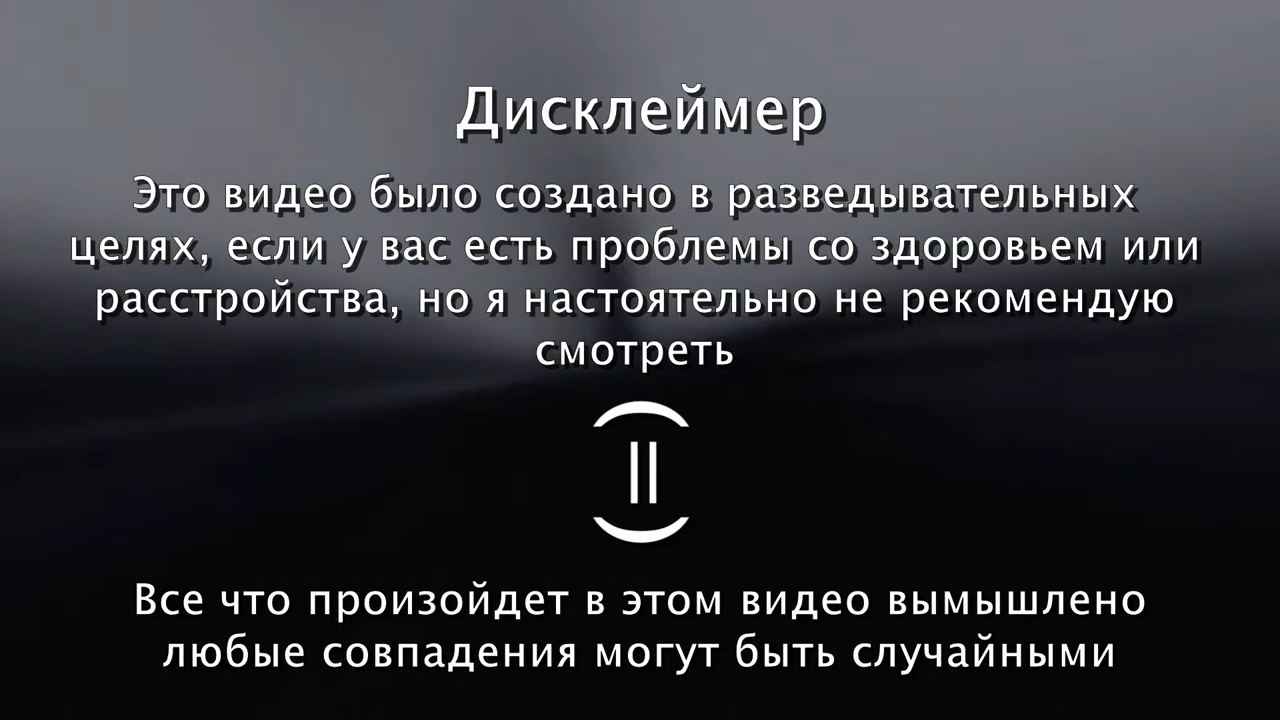 Дисклеймер
Это видео было создано в разведывательных
целях, если у вас есть проблемы со здоровьем или
расстройства, но я настоятельно не рекомендую
смотреть
Все что произойдет в этом видео вымышлено
любые совпадения могут быть случайными